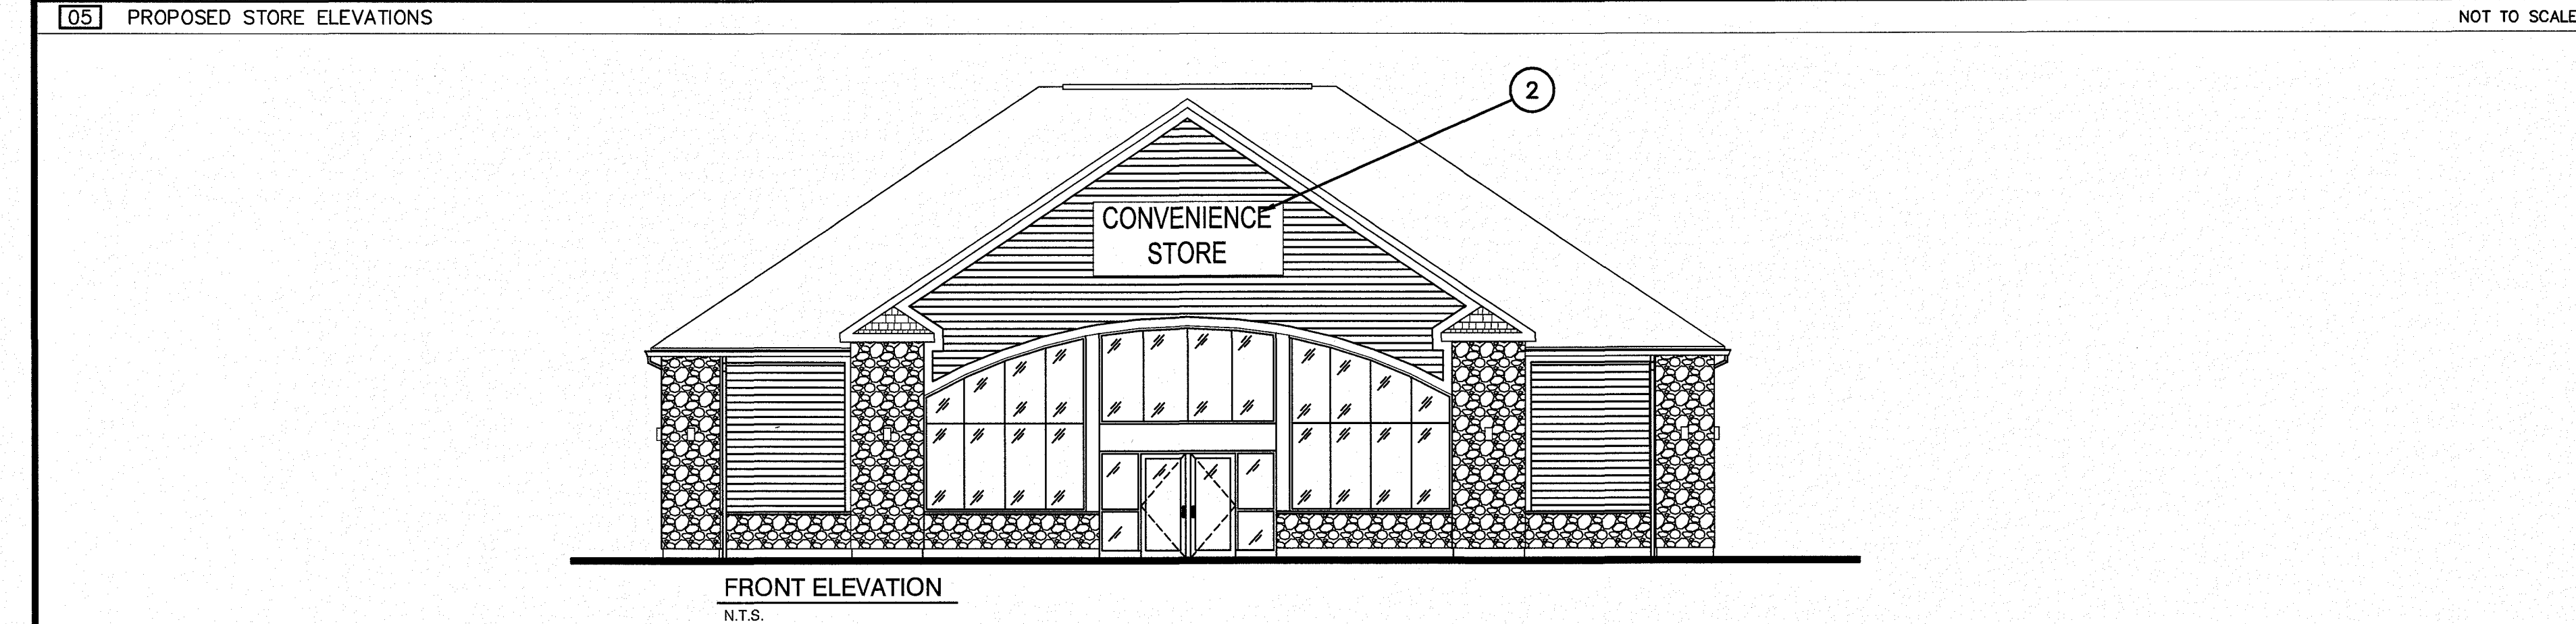 05 PROPOSED STORE ELEVATIONS
NOT TO SCALE
2
CONVENIENCE
STORE
FRONT ELEVATION
N.T.S.